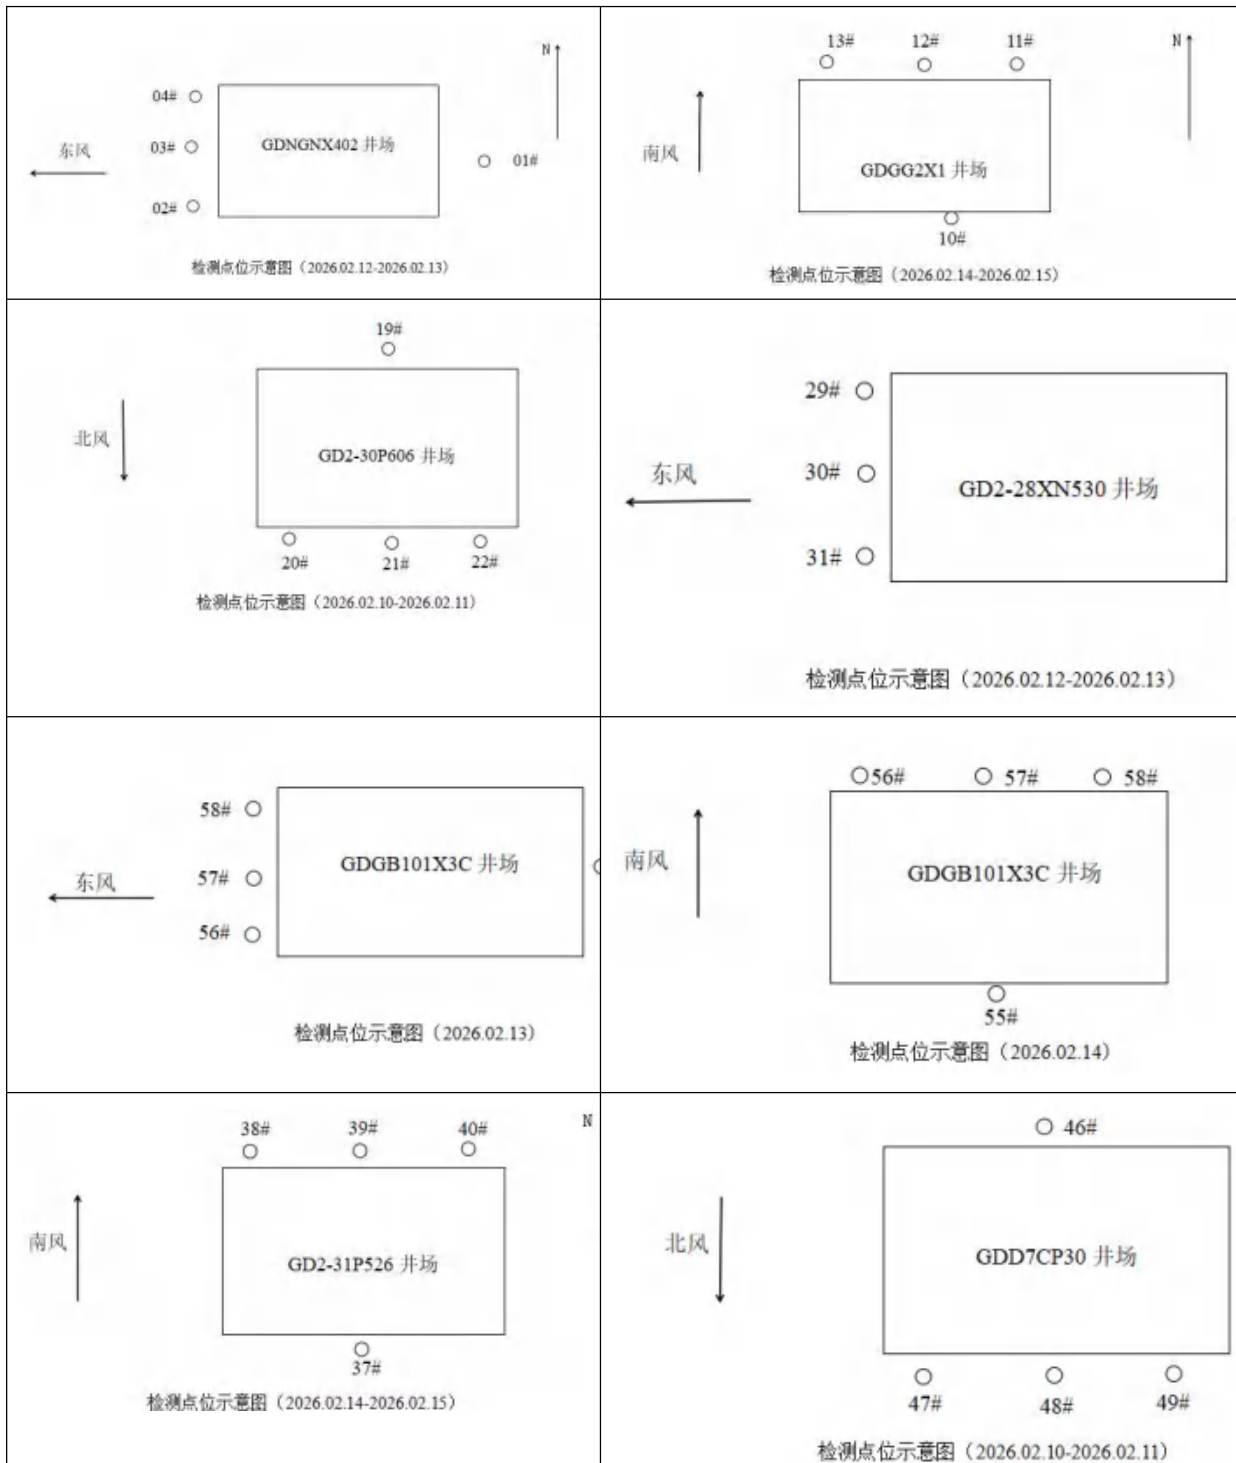 N
04#
03#
东风
02#
GDNGNX402 井场
01#
检测点位示意图（2026.02.12-2026.02.13）
13#
12#
11#
N
南风
GDGG2X1 井场
10#
检测点位示意图（2026.02.14-2026.02.15）
19#
北风
GD2-30P606 井场
20#
21#
22#
检测点位示意图（2026.02.10-2026.02.11）
29#
30#
东风
31#
GD2-28XN530 井场
检测点位示意图（2026.02.12-2026.02.13）
58#
57#
东风
56#
GDGB101X3C 井场
检测点位示意图（2026.02.13）
56#
57#
58#
南风
GDGB101X3C 井场
55#
检测点位示意图（2026.02.14）
38#
39#
40#
N
南风
GD2-31P526 井场
37#
检测点位示意图（2026.02.14-2026.02.15）
46#
北风
GDD7CP30 井场
47#
48#
49#
检测点位示意图（2026.02.10-2026.02.11）